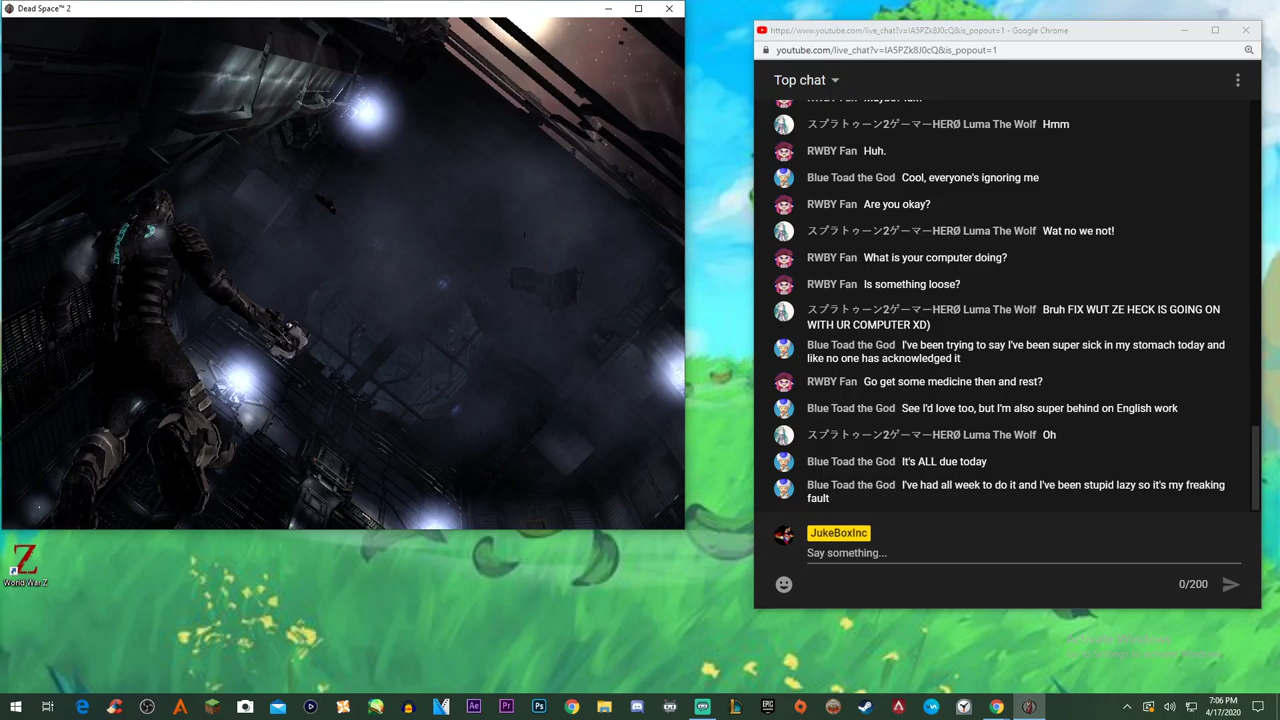 Dead Space™ 2
https://www.youtube.com/live_chat?v=IA5PZk8J0cQ&is_popout=1 - Google Chrome
youtube.com/live_chat?v=IA5PZk8J0cQ&is_popout=1
Top chat
RWBY Fan
スプラトゥーン2ゲーマーHERØ Luma The Wolf Hmm
RWBY Fan Huh.
Blue Toad the God Cool, everyone's ignoring me
RWBY Fan Are you okay?
スプラトゥーン2ゲーマーHERØ Luma The Wolf Wat no we not!
RWBY Fan What is your computer doing?
RWBY Fan Is something loose?
スプラトゥーン2ゲーマーHERØ Luma The Wolf Bruh FIX WUT ZE HECK IS GOING ON
WITH UR COMPUTER XD)
Blue Toad the God I've been trying to say I've been super sick in my stomach today and
like no one has acknowledged it
RWBY Fan Go get some medicine then and rest?
Blue Toad the God See I'd love too, but I'm also super behind on English work
スプラトゥーン2ゲーマーHERØ Luma The Wolf Oh
Blue Toad the God It's ALL due today
Blue Toad the God I've had all week to do it and I've been stupid lazy so it's my freaking
fault
JukeBoxInc
Say something...
0/200
Z
World War Z
Ae
Pr
Ps
EPIC
7:06 PM
4/17/2020